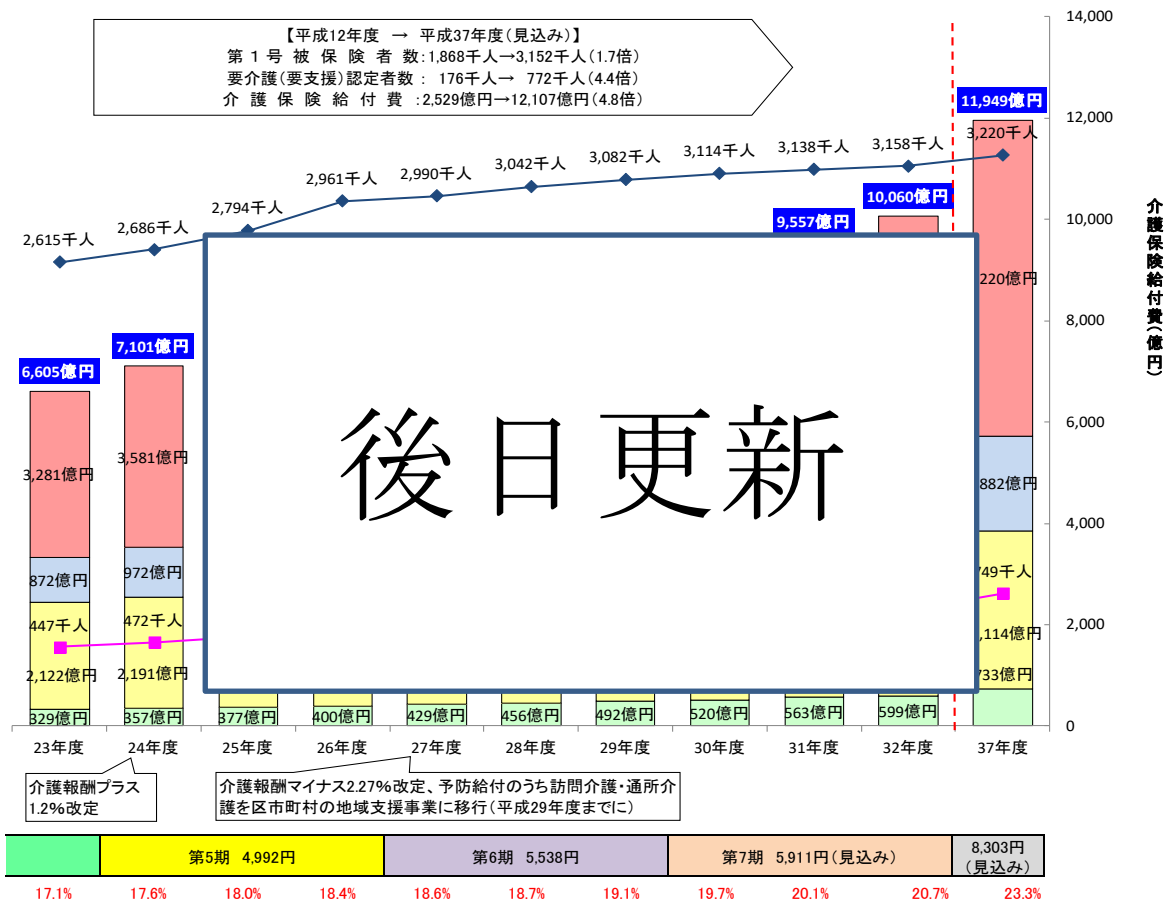 【平成12年度 → 平成37年度(見込み)】
第１号被保険者数:1,868千人→3,152千人(1.7倍)
要介護(要支援)認定者数： 176千人→ 772千人(4.4倍)
介護保険給付費:2,529億円→12,107億円(4.8倍)
14,000
12,000
10,000
8,000
6,000
4,000
2,000
0
介護保険給付費(億円)
11,949億円
3,220千人
3,158千人
3,138千人
3,114千人
3,082千人
3,042千人
2,990千人
2,961千人
2,794千人
2,686千人
2,615千人
10,060億円
9,557億円
7,101億円
6,605億円
後日更新
3,281億円
3,581億円
220億円
872億円
972億円
882億円
447千人
472千人
749千人
2,122億円
2,191億円
,114億円
733億円
329億円
357億円
377億円
400億円
429億円
456億円
492億円
520億円
563億円
599億円
23年度
24年度
25年度
26年度
27年度
28年度
29年度
30年度
31年度
32年度
37年度
介護報酬プラス
1.2%改定
介護報酬マイナス2.27%改定、予防給付のうち訪問介護・通所介
護を区市町村の地域支援事業に移行(平成29年度までに)
第5期 4,992円
第6期 5,538円
第7期 5,911円(見込み)
8,303円
(見込み)
17.1%
17.6%
18.0%
18.4%
18.6%
18.7%
19.1%
19.7%
20.1%
20.7%
23.3%